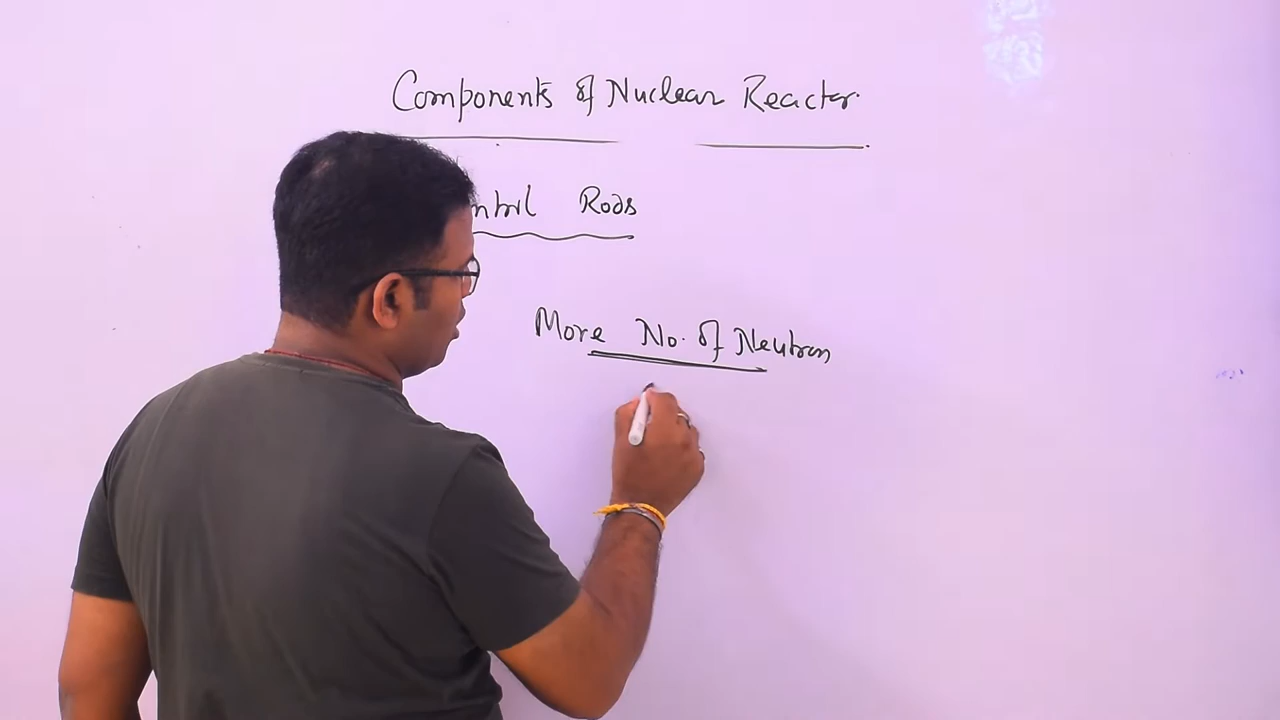 Components of Nuclear Reactor.
ntrol Rods
More No. of Neutron